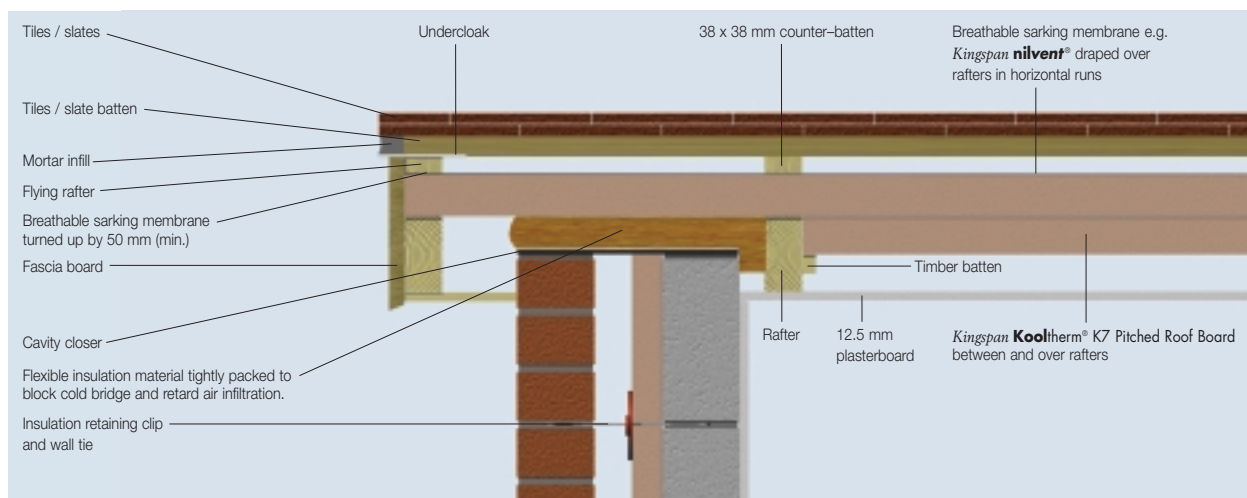 Tiles / slates
Undercloak
38 x 38 mm counter–batten
Breathable sarking membrane e.g.
Kingspan nilvent® draped over
rafters in horizontal runs
Tiles / slate batten
Mortar infill
Flying rafter
Breathable sarking membrane
turned up by 50 mm (min.)
Fascia board
Timber batten
Cavity closer
Rafter
12.5 mm
plasterboard
Kingspan Kooltherm® K7 Pitched Roof Board
between and over rafters
Flexible insulation material tightly packed to
block cold bridge and retard air infiltration.
Insulation retaining clip
and wall tie